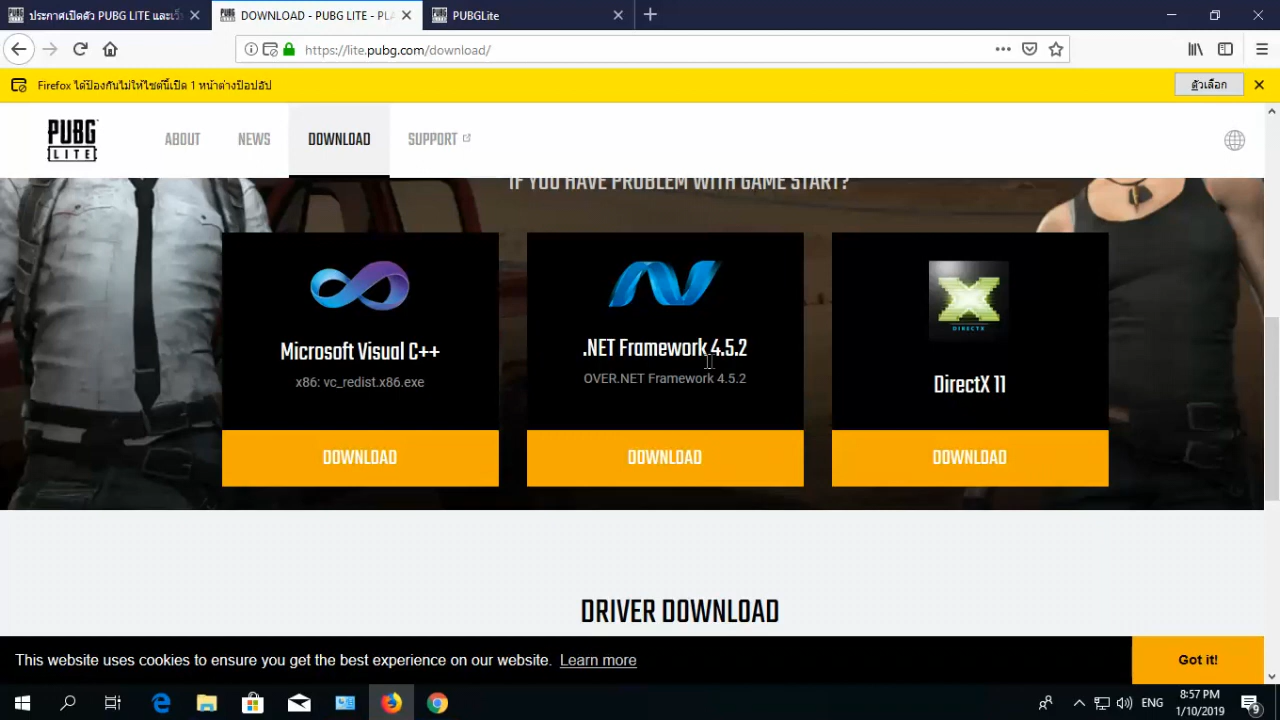 ประกาศเปิดตัว PUBG LITE และเว็บ
DOWNLOAD - PUBG LITE - PLA
PUBGLite
https://lite.pubg.com/download/
Firefox ได้ป้องกันไม่ให้ไซต์นี้เปิด 1 หน้าต่างป๊อปอัป
ตัวเลือก
PUBG
LITE
ABOUT
NEWS
DOWNLOAD
SUPPORT
IF YOU HAVE PROBLEM WITH GAME START?
Microsoft Visual C++
x86: vc_redist.x86.exe
DOWNLOAD
.NET Framework 4.5.2
OVER.NET Framework 4.5.2
DOWNLOAD
DIRECTX
DirectX 11
DOWNLOAD
DRIVER DOWNLOAD
This website uses cookies to ensure you get the best experience on our website. Learn more
Got it!
ENG
8:57 PM
1/10/2019
9